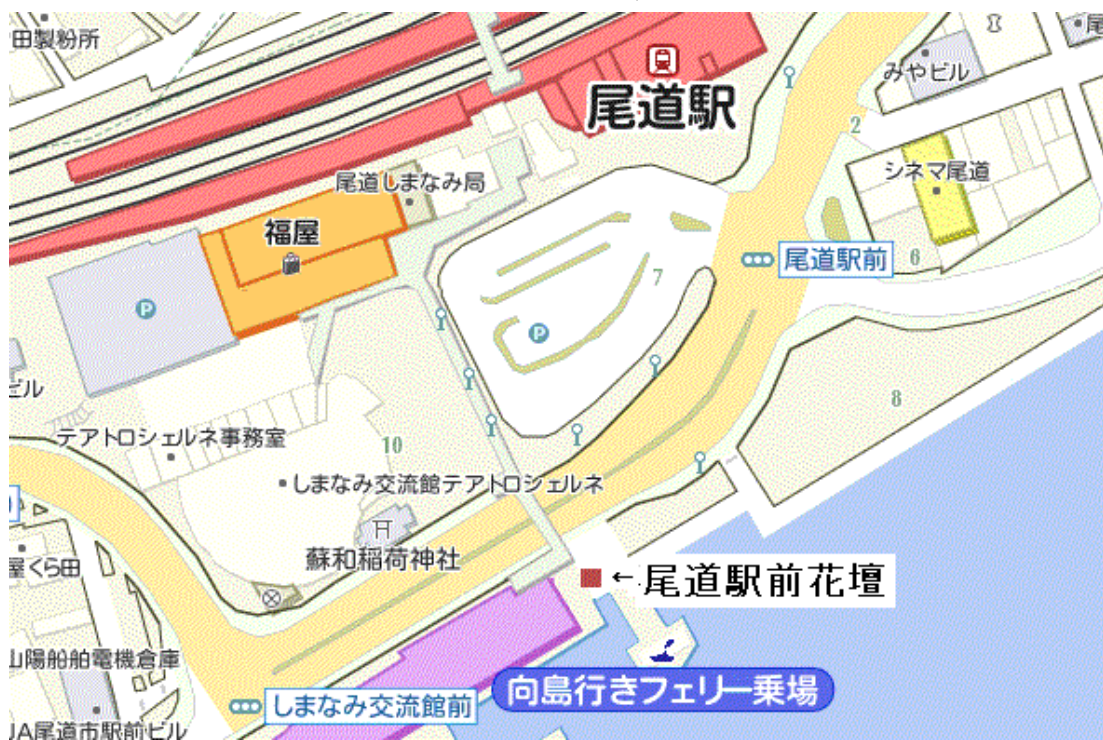 田製粉所
尾
みやビル
尾道駅
2
シネマ尾道
尾道しまなみ局
福屋
尾道駅前
6
7
P
P
ビル
8
テアトロシェルネ事務室
10
しまなみ交流館テアトロシェルネ
蘇和稲荷神社
屋くら田
←尾道駅前花壇
山陽船舶電機倉庫
向島行きフェリー乗場
しまなみ交流館前
JA尾道市駅前ビル